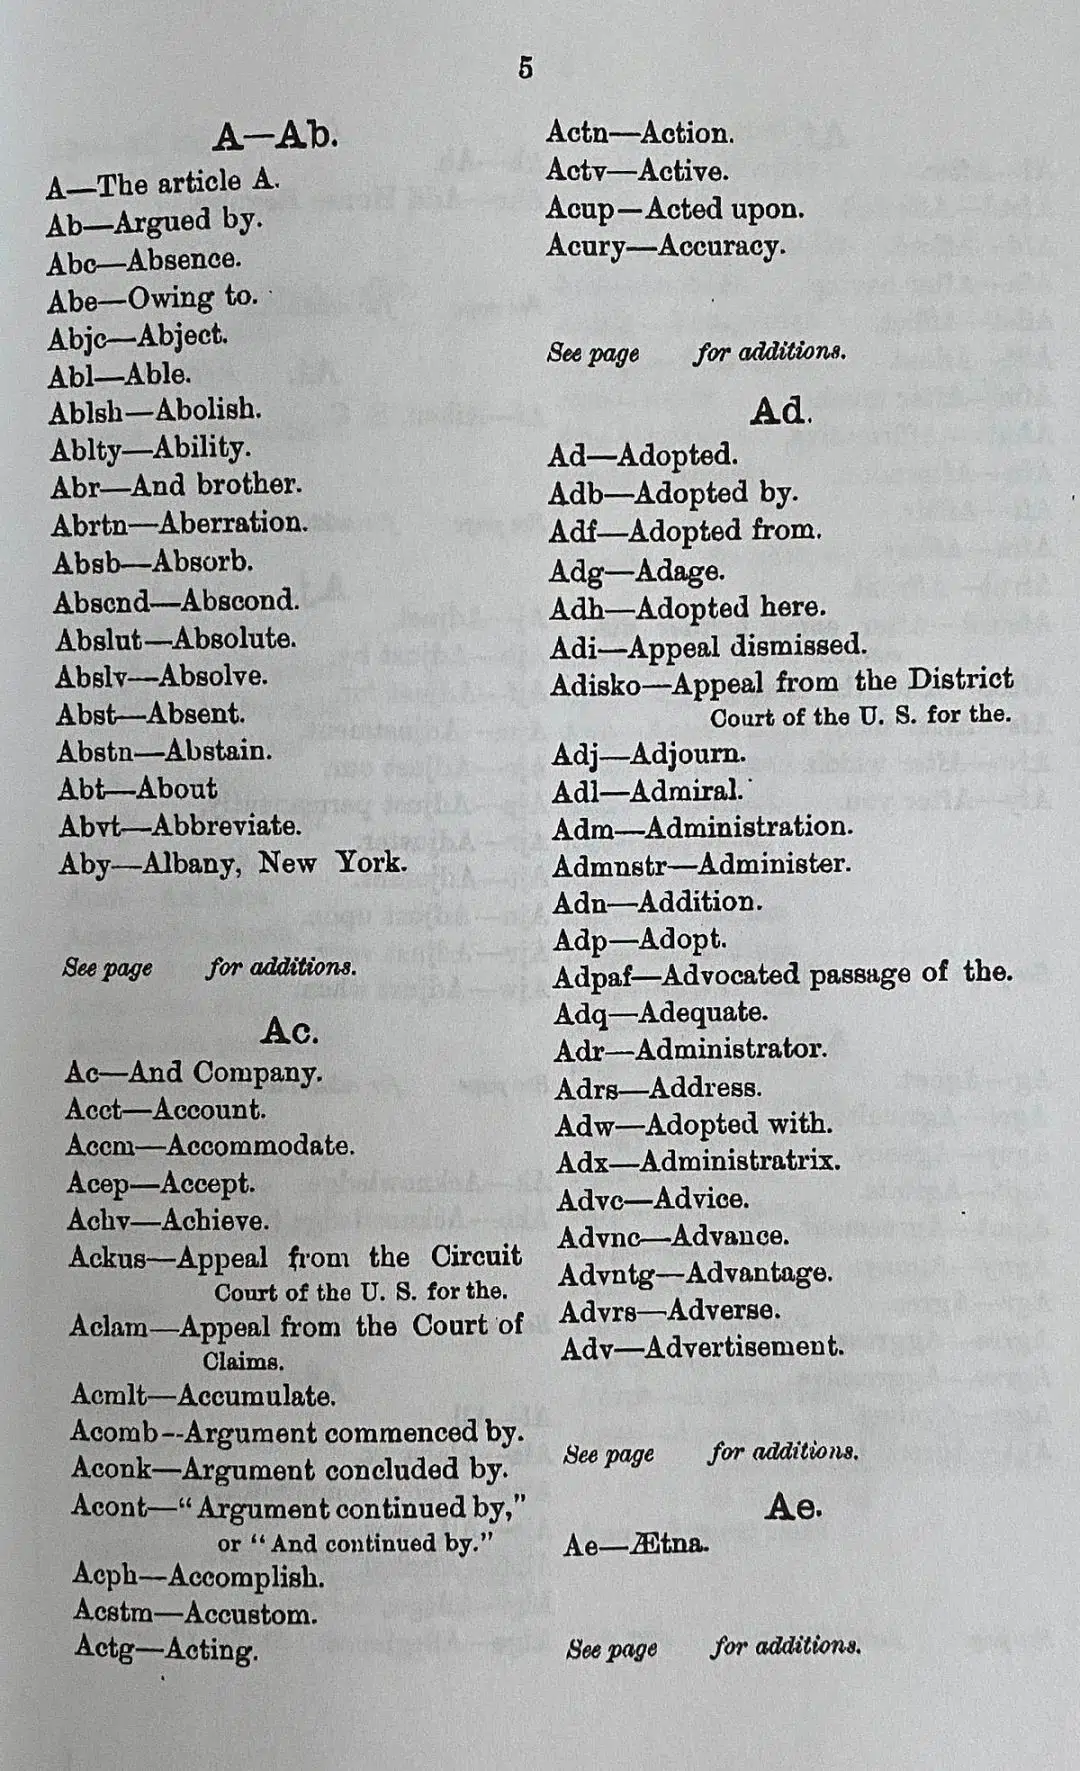 5
A—Ab.
A—The article A.
Ab—Argued by.
Abc—Absence.
Abe—Owing to.
Abjc—Abject.
Abl—Able.
Ablsh—Abolish.
Ablty—Ability.
Abr—And brother.
Abrtn—Aberration.
Absb—Absorb.
Abscnd—Abscond.
Abslut—Absolute.
Abslv—Absolve.
Abst—Absent.
Abstn—Abstain.
Abt—About
Abvt—Abbreviate.
Aby—Albany, New York.
See page for additions.
Ac.
Ac—And Company.
Acct—Account.
Accm—Accommodate.
Acep—Accept.
Achv—Achieve.
Ackus—Appeal from the Circuit
Court of the U. S. for the.
Aclam—Appeal from the Court of
Claims.
Acmlt—Accumulate.
Acomb--Argument commenced by.
Aconk—Argument concluded by.
Acont—“Argument continued by,”
or “And continued by.”
Acph—Accomplish.
Acstm—Accustom.
Actg—Acting.
Actn—Action.
Actv—Active.
Acup—Acted upon.
Acury—Accuracy.
See page for additions.
Ad.
Ad—Adopted.
Adb—Adopted by.
Adf—Adopted from.
Adg—Adage.
Adh—Adopted here.
Adi—Appeal dismissed.
Adisko—Appeal from the District
Court of the U. S. for the.
Adj—Adjourn.
Adl—Admiral.
Adm—Administration.
Admnstr—Administer.
Adn—Addition.
Adp—Adopt.
Adpaf—Advocated passage of the.
Adq—Adequate.
Adr—Administrator.
Adrs—Address.
Adw—Adopted with.
Adx—Administratrix.
Advc—Advice.
Advnc—Advance.
Advntg—Advantage.
Advrs—Adverse.
Adv—Advertisement.
See page for additions.
Ae.
Ae—Ætna.
See page for additions.